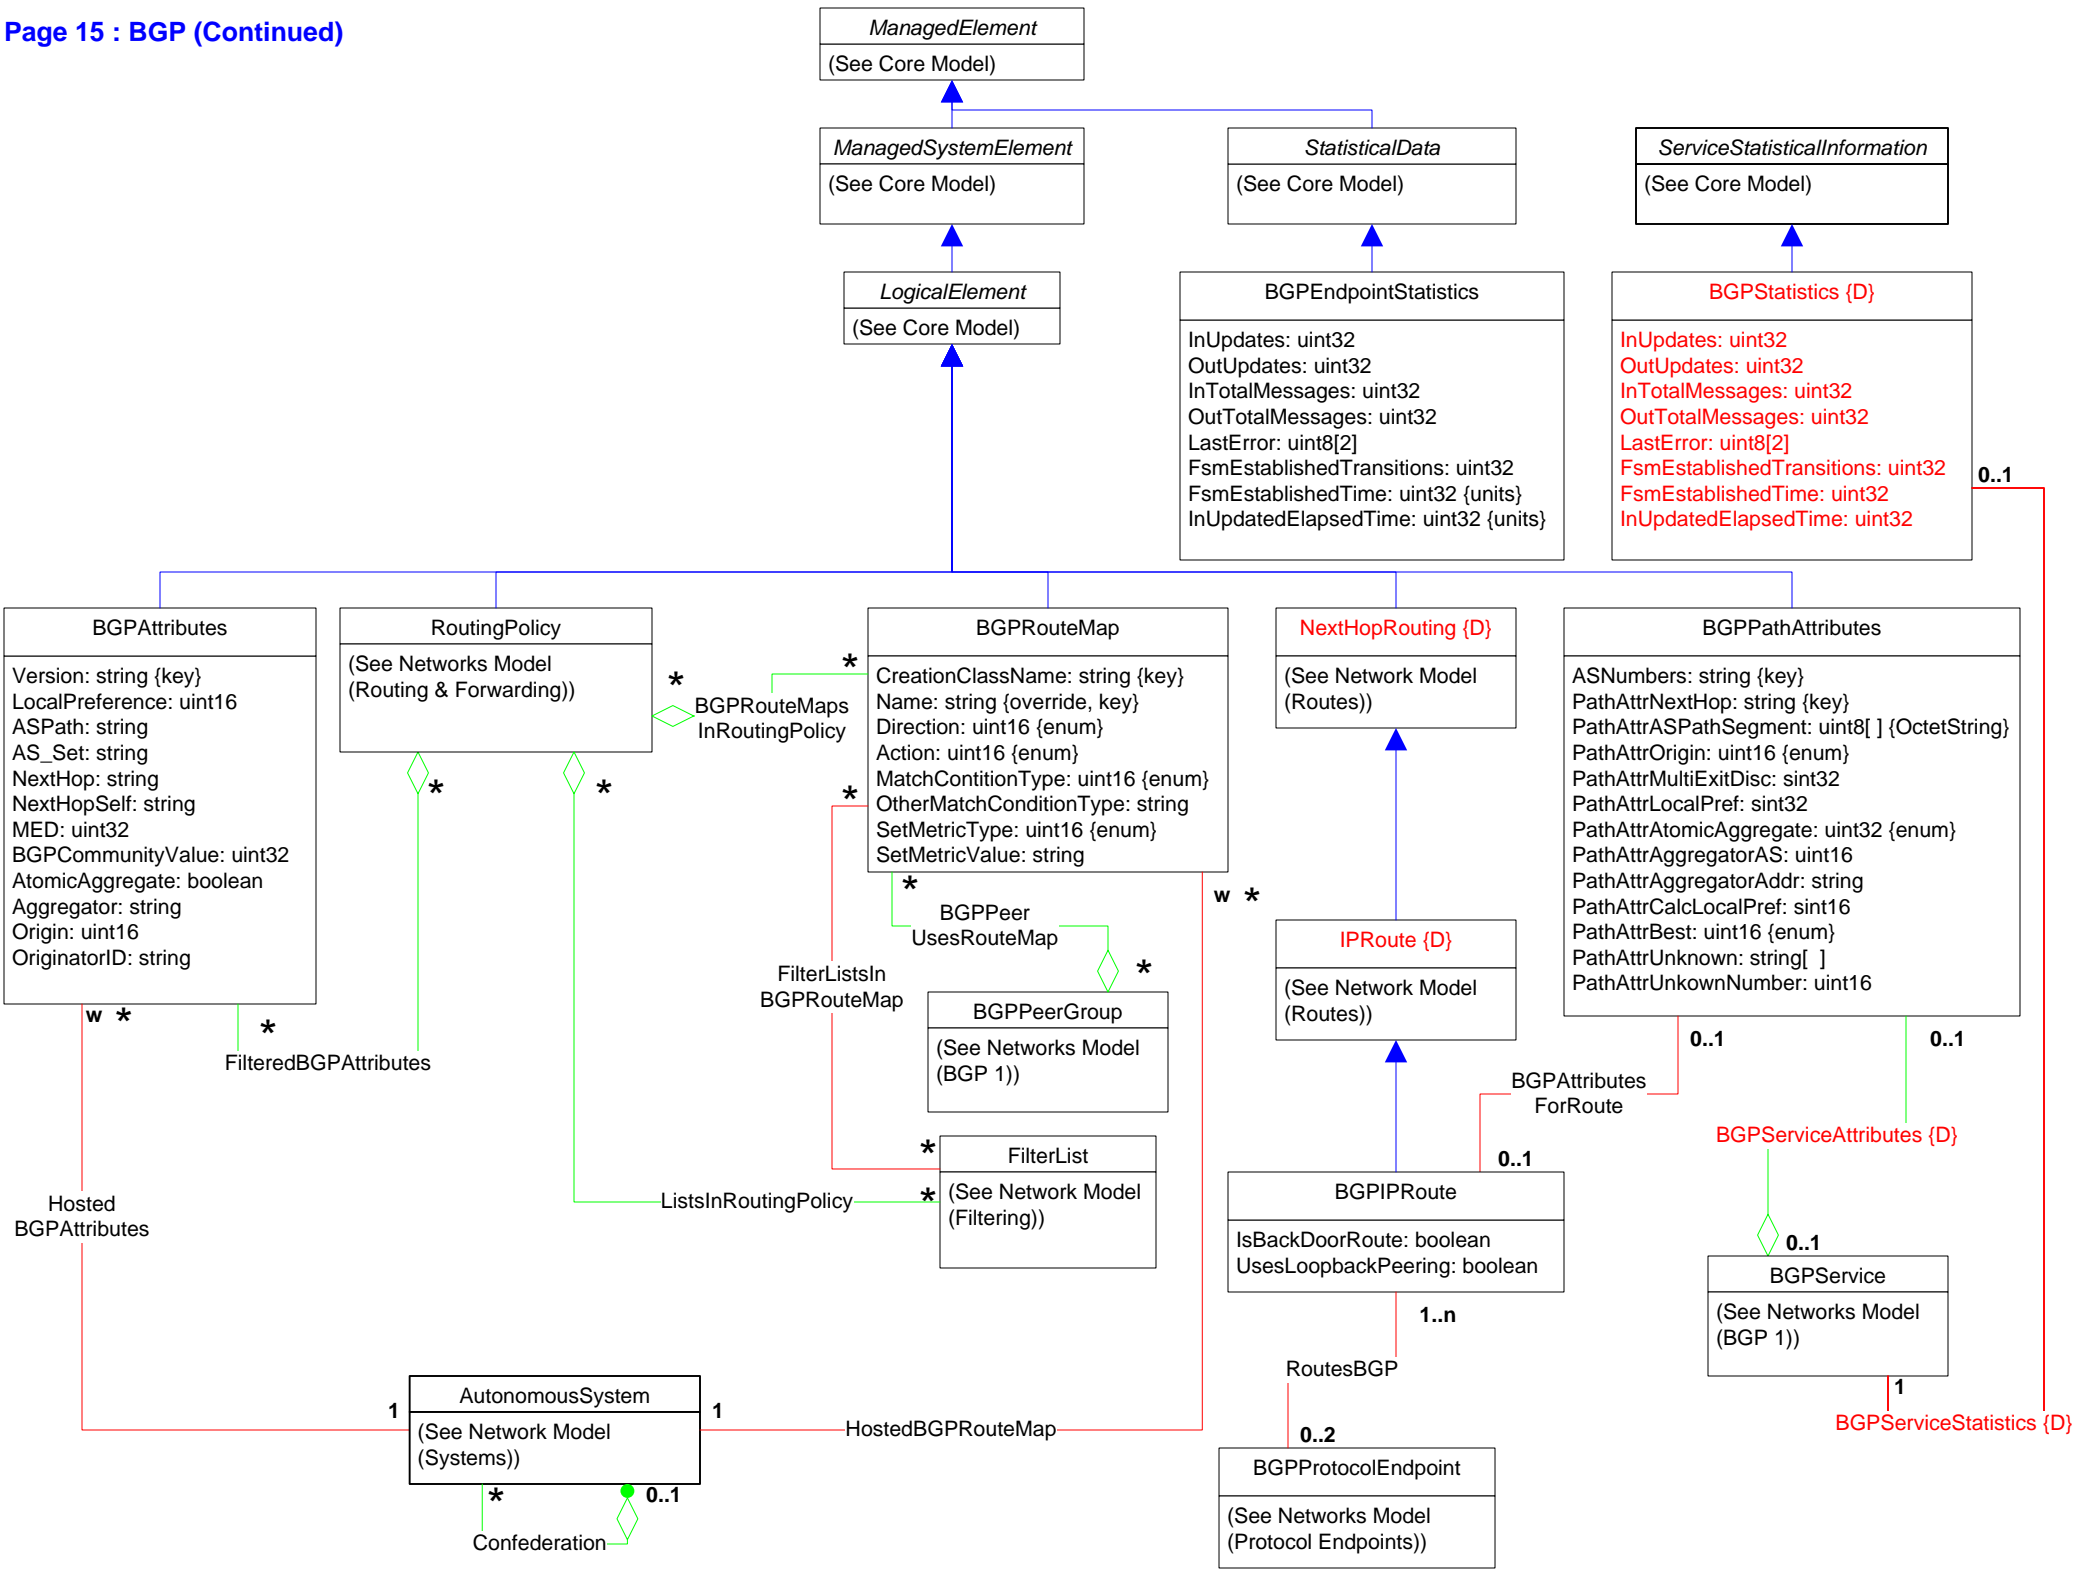 Page 15 : BGP (Continued)
ManagedElement
(See Core Model)
ManagedSystemElement
(See Core Model)
StatisticalData
(See Core Model)
ServiceStatisticalInformation
(See Core Model)
LogicalElement
(See Core Model)
BGPEndpointStatistics
InUpdates: uint32
OutUpdates: uint32
InTotalMessages: uint32
OutTotalMessages: uint32
LastError: uint8[2]
FsmEstablishedTransitions: uint32
FsmEstablishedTime: uint32 {units}
InUpdatedElapsedTime: uint32 {units}
BGPStatistics {D}
InUpdates: uint32
OutUpdates: uint32
InTotalMessages: uint32
OutTotalMessages: uint32
LastError: uint8[2]
FsmEstablishedTransitions: uint32
FsmEstablishedTime: uint32
InUpdatedElapsedTime: uint32
0..1
BGPAttributes
Version: string {key}
LocalPreference: uint16
ASPath: string
AS_Set: string
NextHop: string
NextHopSelf: string
MED: uint32
BGPCommunityValue: uint32
AtomicAggregate: boolean
Aggregator: string
Origin: uint16
OriginatorID: string
w *
*
FilteredBGPAttributes
RoutingPolicy
(See Networks Model
(Routing & Forwarding))
*
*
*
*
BGPRouteMaps
InRoutingPolicy
BGPRouteMap
CreationClassName: string {key}
Name: string {override, key}
Direction: uint16 {enum}
Action: uint16 {enum}
MatchContitionType: uint16 {enum}
OtherMatchConditionType: string
SetMetricType: uint16 {enum}
SetMetricValue: string
*
*
w *
BGPPeer
UsesRouteMap
*
FilterListsIn
BGPRouteMap
BGPPeerGroup
(See Networks Model
(BGP 1))
*
FilterList
(See Network Model
(Filtering))
*
ListsInRoutingPolicy
NextHopRouting {D}
(See Network Model
(Routes))
IPRoute {D}
(See Network Model
(Routes))
BGPPathAttributes
ASNumbers: string {key}
PathAttrNextHop: string {key}
PathAttrASPathSegment: uint8[ ] {OctetString}
PathAttrOrigin: uint16 {enum}
PathAttrMultiExitDisc: sint32
PathAttrLocalPref: sint32
PathAttrAtomicAggregate: uint32 {enum}
PathAttrAggregatorAS: uint16
PathAttrAggregatorAddr: string
PathAttrCalcLocalPref: sint16
PathAttrBest: uint16 {enum}
PathAttrUnknown: string[ ]
PathAttrUnkownNumber: uint16
0..1
0..1
BGPAttributes
ForRoute
BGPServiceAttributes {D}
0..1
BGPIPRoute
IsBackDoorRoute: boolean
UsesLoopbackPeering: boolean
1..n
0..1
BGPService
(See Networks Model
(BGP 1))
1
BGPServiceStatistics {D}
Hosted
BGPAttributes
RoutesBGP
0..2
BGPProtocolEndpoint
(See Networks Model
(Protocol Endpoints))
1
AutonomousSystem
(See Network Model
(Systems))
1
HostedBGPRouteMap
*
0..1
Confederation